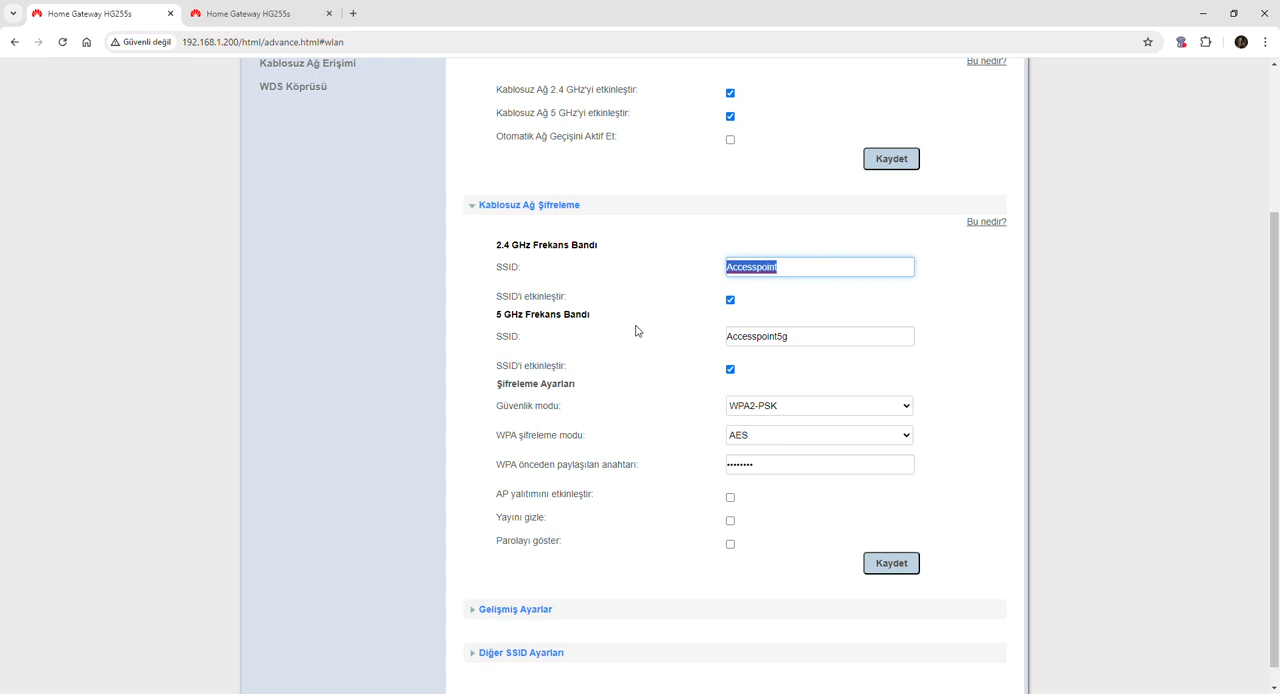 Home Gateway HG255s
Home Gateway HG255s
Güvenli değil
192.168.1.200/html/advance.html#wlan
Kablosuz Ağ Erişimi
WDS Köprüsü
Bu nedir?
Kablosuz Ağ 2.4 GHz'yi etkinleştir:
Kablosuz Ağ 5 GHz'yi etkinleştir:
Otomatik Ağ Geçişini Aktif Et:
Kaydet
Kablosuz Ağ Şifreleme
Bu nedir?
2.4 GHz Frekans Bandı
SSID:
Accesspoint
SSID'i etkinleştir:
5 GHz Frekans Bandı
SSID:
Accesspoint5g
SSID'i etkinleştir:
Şifreleme Ayarları
Güvenlik modu:
WPA2-PSK
WPA şifreleme modu:
AES
WPA önceden paylaşılan anahtarı:
••••••••
AP yalıtımını etkinleştir:
Yayını gizle:
Parolayı göster:
Kaydet
Gelişmiş Ayarlar
Diğer SSID Ayarları